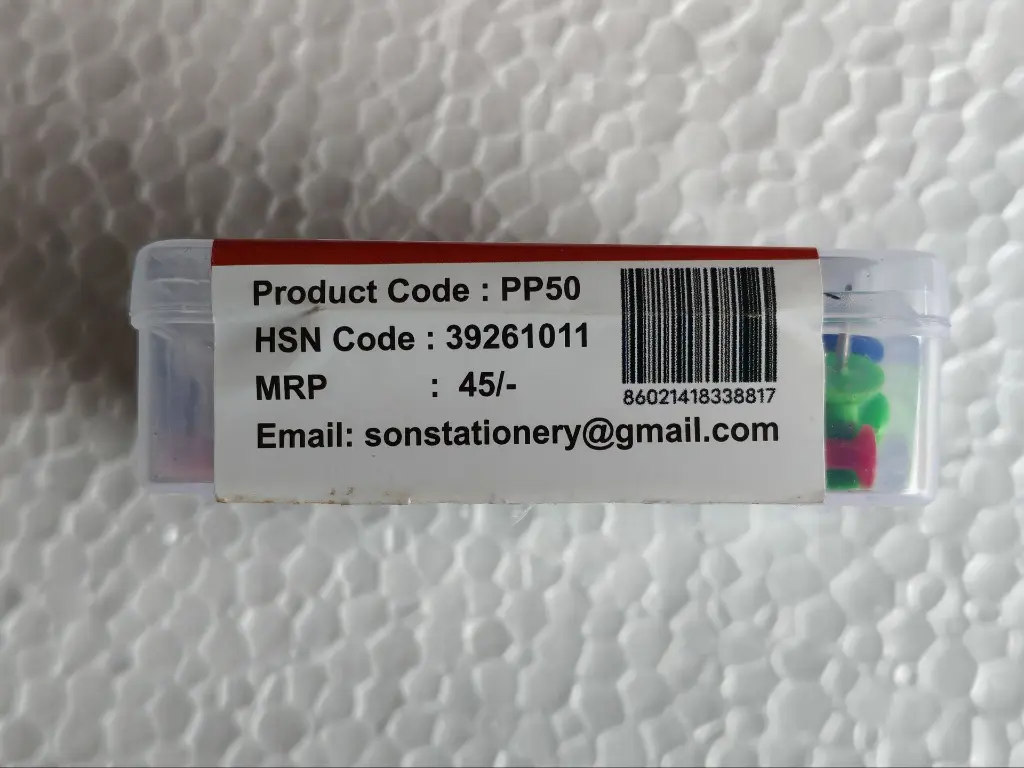 Product Code : PP50
HSN Code : 39261011
MRP : 45/-
86021418338817
Email: sonstationery@gmail.com